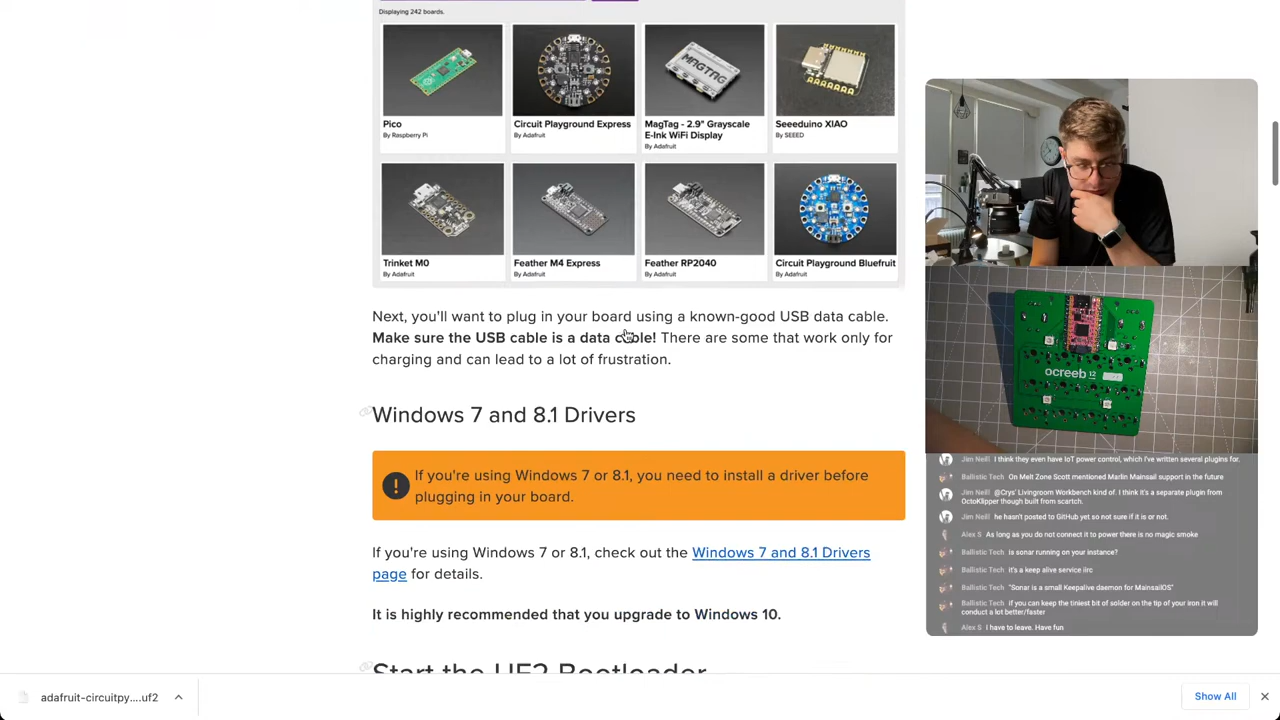 Displaying 242 boards.
Pico
By Raspberry Pi
Circuit Playground Express
By Adafruit
MagTag - 2.9" Grayscale
E-Ink WiFi Display
By Adafruit
Seeeduino XIAO
By SEEED
MAGTAG
Trinket M0
By Adafruit
Feather M4 Express
By Adafruit
Feather RP2040
By Adafruit
Circuit Playground Bluefruit
By Adafruit
Next, you'll want to plug in your board using a known-good USB data cable.
Make sure the USB cable is a data cable! There are some that work only for
charging and can lead to a lot of frustration.
Windows 7 and 8.1 Drivers
If you're using Windows 7 or 8.1, you need to install a driver before
plugging in your board.
If you're using Windows 7 or 8.1, check out the Windows 7 and 8.1 Drivers
page for details.
It is highly recommended that you upgrade to Windows 10.
Start the UF2 Bootloader
ocreeb 12
Jim Neill I think they even have IoT power control, which I've written several plugins for.
Ballistic Tech On Melt Zone Scott mentioned Marlin Mainsail support in the future
Jim Neill @Crys' Livingroom Workbench kind of. I think it's a separate plugin from
OctoKlipper though built from scartch.
Jim Neill he hasn't posted to GitHub yet so not sure if it is or not.
Alex S As long as you do not connect it to power there is no magic smoke
Ballistic Tech is sonar running on your instance?
Ballistic Tech it's a keep alive service iirc
Ballistic Tech "Sonar is a small Keepalive daemon for MainsailOS"
Ballistic Tech if you can keep the tiniest bit of solder on the tip of your iron it will
conduct a lot better/faster
Alex S I have to leave. Have fun
adafruit-circuitpy....uf2
Show All